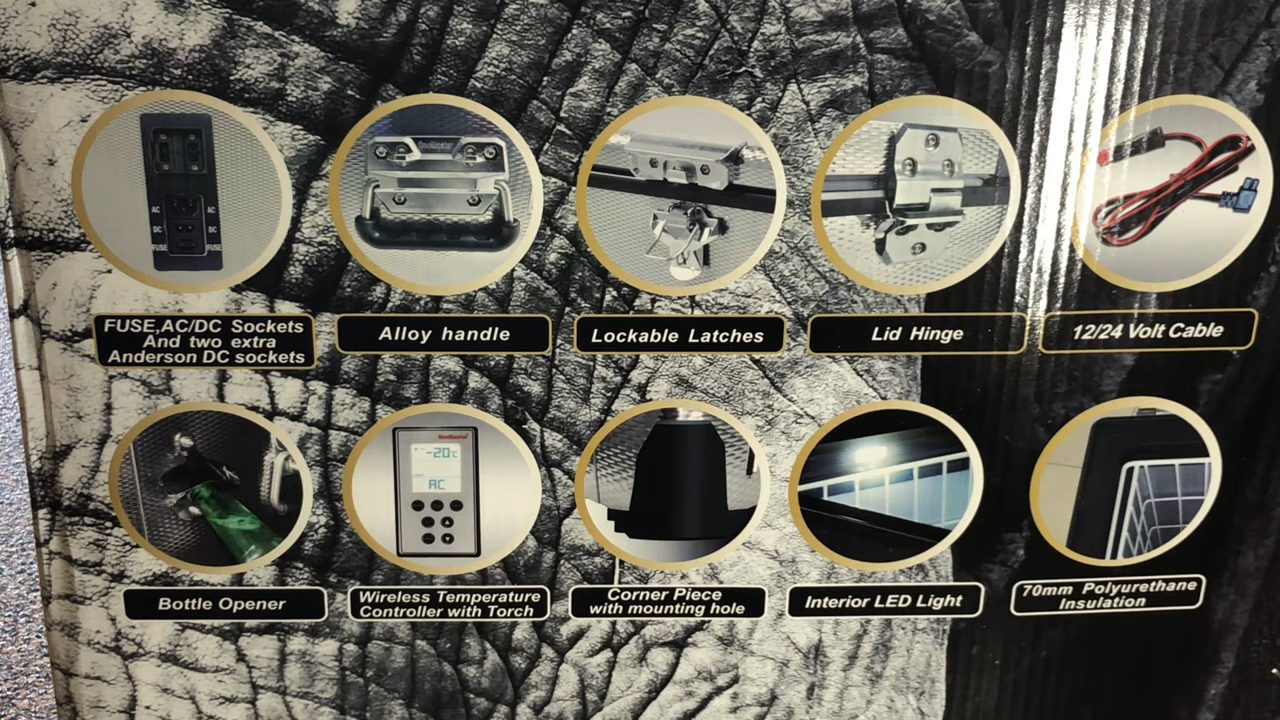 AC AC
DC DC
FUSE FUSE
FUSE,AC/DC Sockets
And two extra
Anderson DC sockets
Alloy handle
Lockable Latches
Lid Hinge
12/24 Volt Cable
-20°C
AC
Bottle Opener
Wireless Temperature
Controller with Torch
Corner Piece
with mounting hole
Interior LED Light
70mm Polyurethane
Insulation